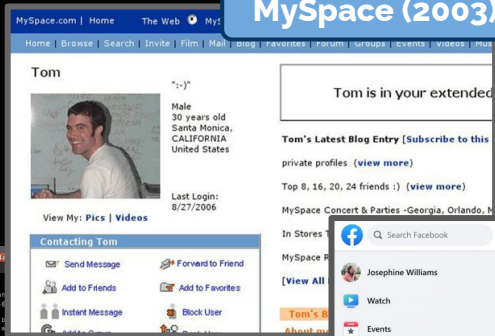 MySpace (2003)
MySpace.com | Home The Web MyS
Home | Browse | Search | Invite | Film | Mail | Blog | Favorites | Forum | Groups | Events | Videos | Mus
Tom
":-)"
Male
30 years old
Santa Monica,
CALIFORNIA
United States
Last Login:
8/27/2006
View My: Pics | Videos
Contacting Tom
Send Message Forward to Friend
Add to Friends Add to Favorites
Instant Message Block User
Tom is in your extended
Tom's Latest Blog Entry [Subscribe to this
private profiles (view more)
Top 8, 16, 20, 24 friends :) (view more)
MySpace Concert & Parties -Georgia, Orlando, M
In Stores T
MySpace R
[View All
Tom's B
About me
Search Facebook
Josephine Williams
Watch
Events